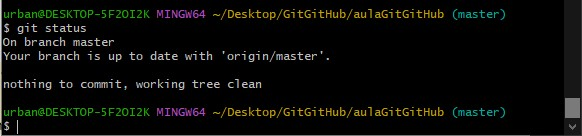 urban@DESKTOP-5F2OI2K MINGW64 ~/Desktop/GitGitHub/aulaGitGitHub (master)
$ git status
On branch master
Your branch is up to date with 'origin/master'.
nothing to commit, working tree clean
urban@DESKTOP-5F2OI2K MINGW64 ~/Desktop/GitGitHub/aulaGitGitHub (master)
$